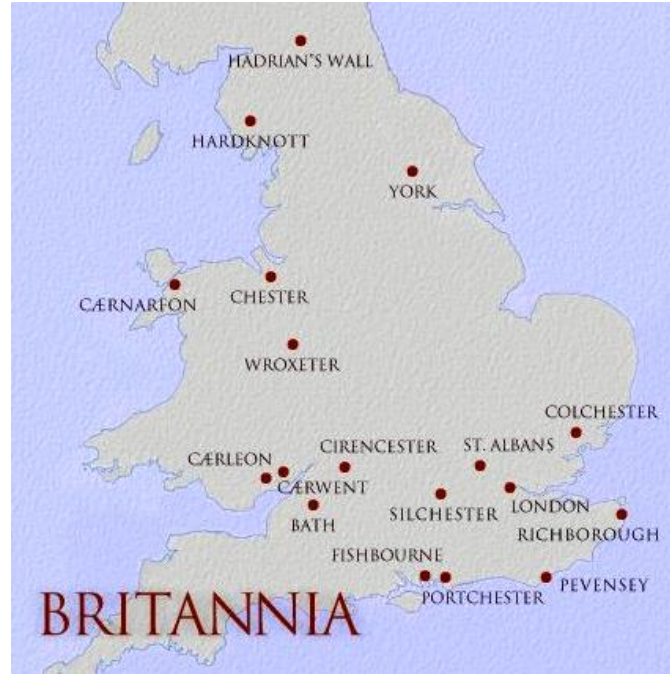 HADRIAN"S WALL
HARDKNOTT
YORK
CÆRNARFON
CHESTER
WROXETER
COLCHESTER
CÆRLEON
CIRENCESTER
ST. ALBANS
CÆRWENT
LONDON
SILCHESTER
BATH
RICHBOROUGH
FISHBOURNE
PEVENSEY
PORTCHESTER
BRITANNIA